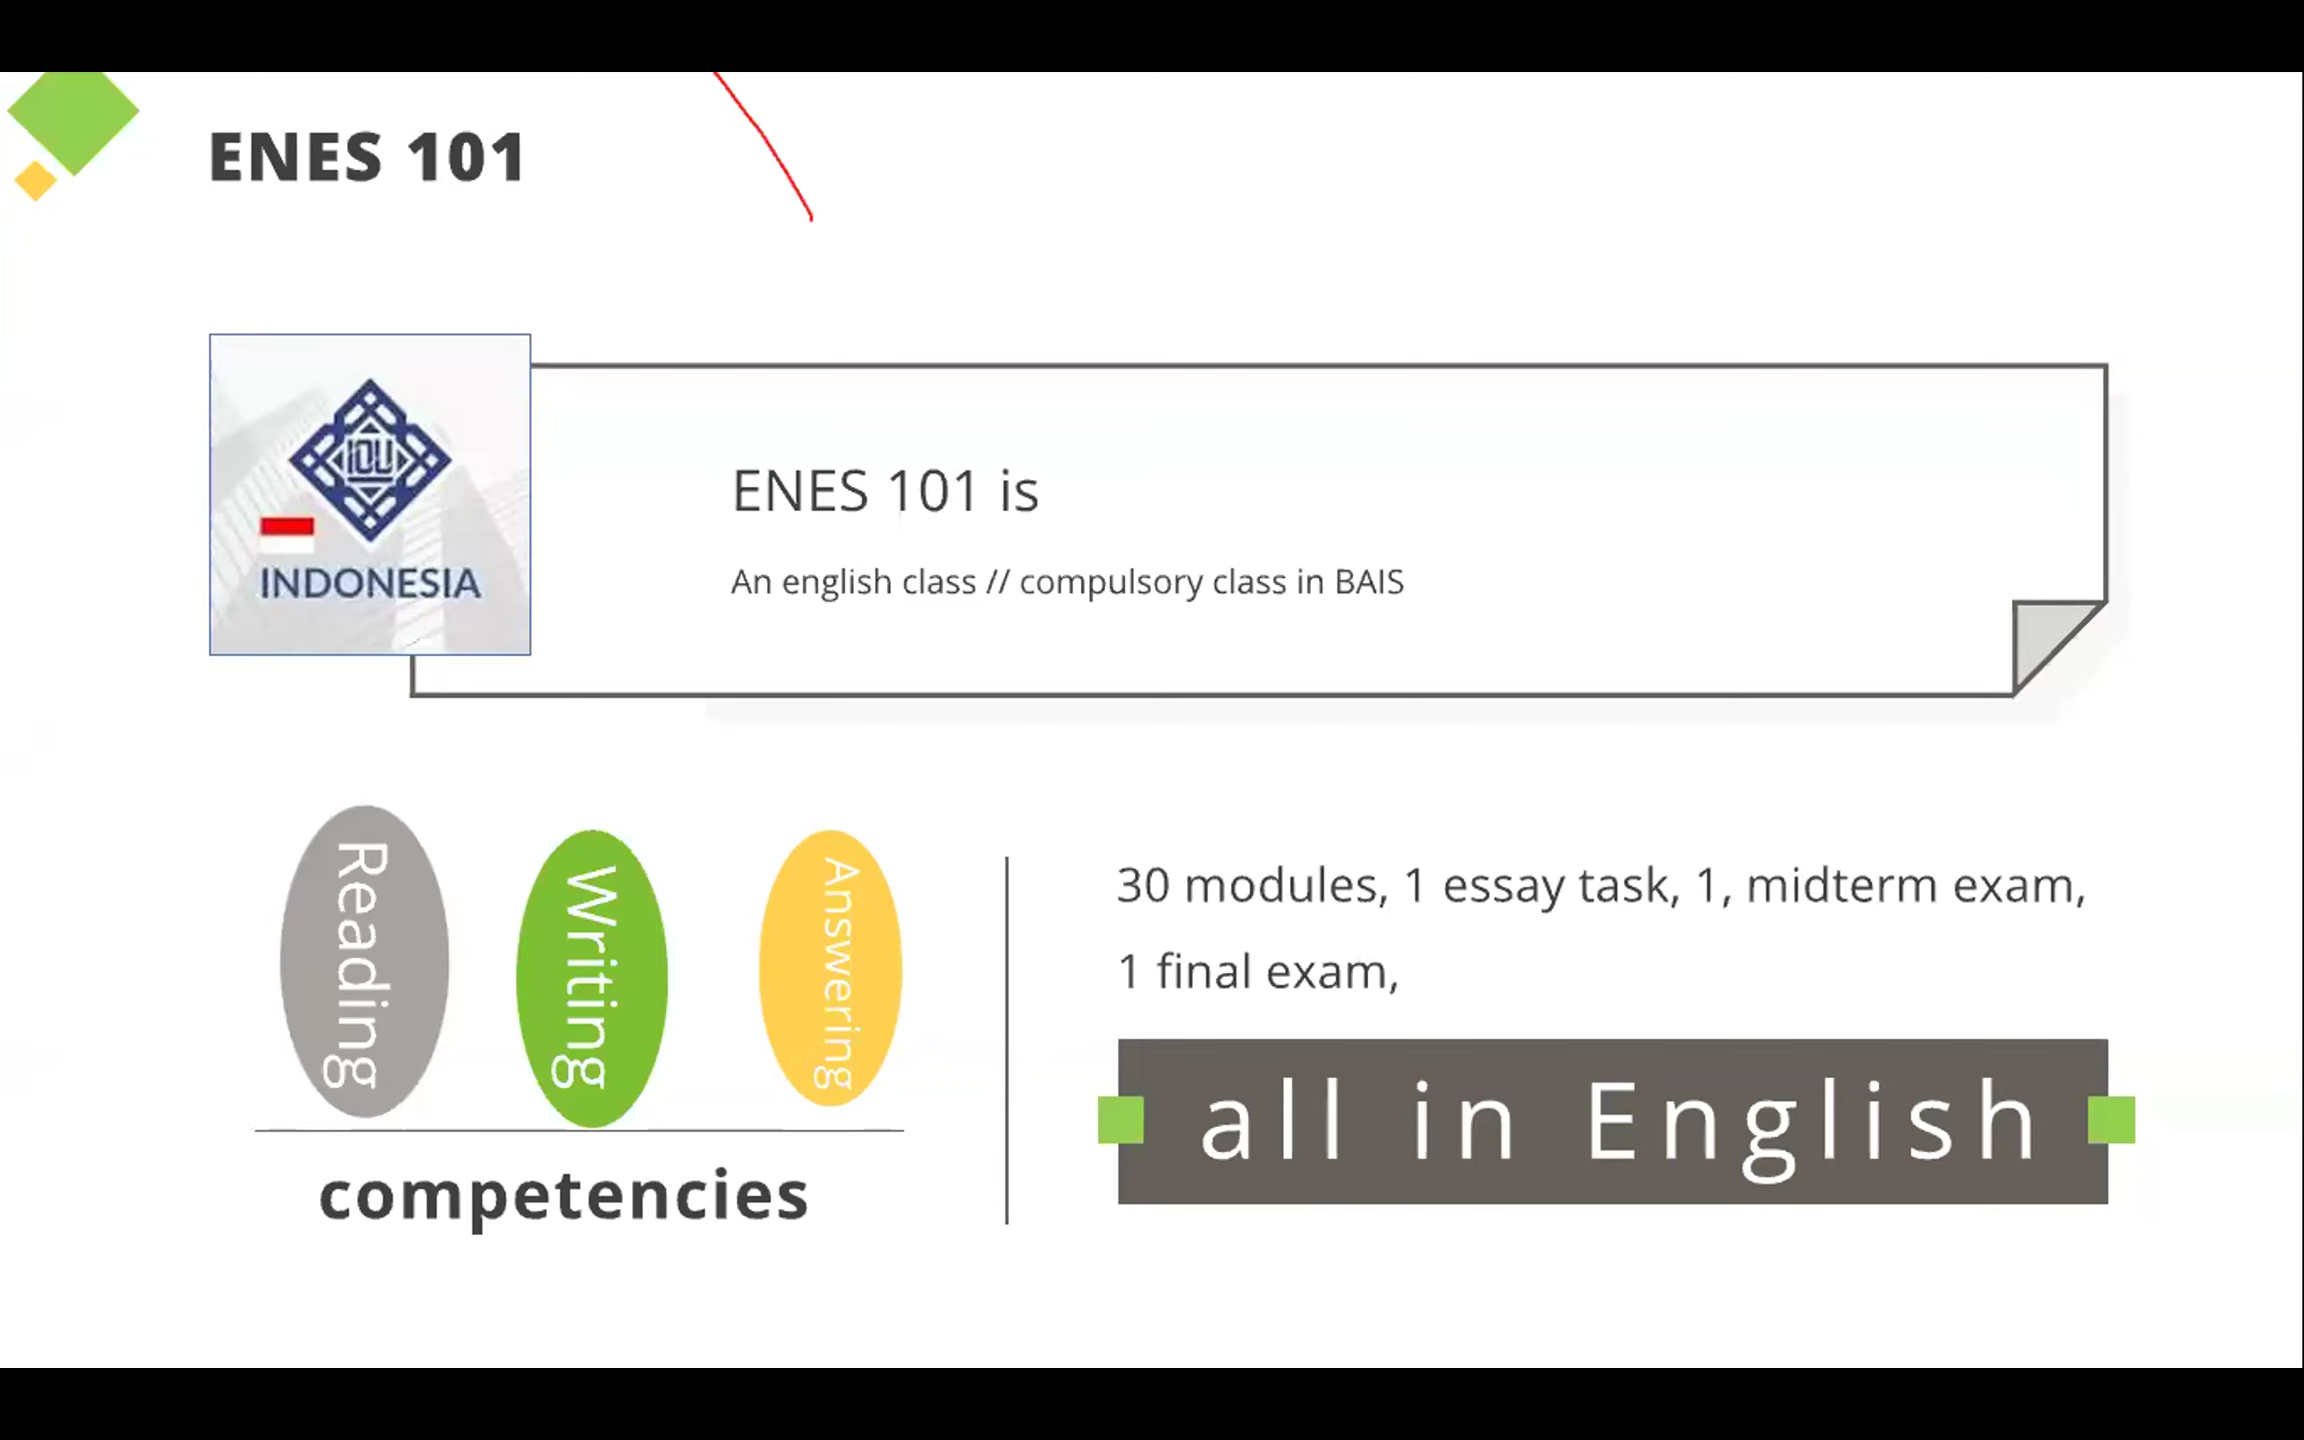 ENES 101
IOU
INDONESIA
ENES 101 is
An english class // compulsory class in BAIS
Reading
Writing
Answering
competencies
30 modules, 1 essay task, 1, midterm exam,
1 final exam,
all in English